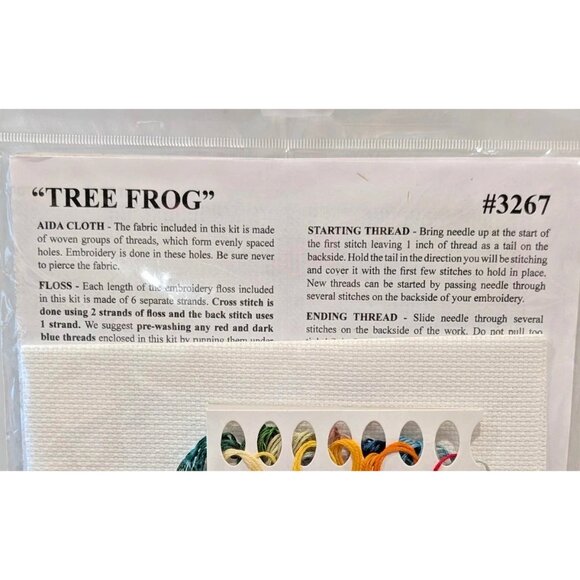 “TREE FROG”
#3267
AIDA CLOTH - The fabric included in this kit is made
of woven groups of threads, which form evenly spaced
holes. Embroidery is done in these holes. Be sure never
to pierce the fabric.
FLOSS - Each length of the embroidery floss included
in this kit is made of 6 separate strands. Cross stitch is
done using 2 strands of floss and the back stitch uses
1 strand. We suggest pre-washing any red and dark
blue threads enclosed in this kit by running them under
STARTING THREAD - Bring needle up at the start of
the first stitch leaving 1 inch of thread as a tail on the
backside. Hold the tail in the direction you will be stitching
and cover it with the first few stitches to hold in place.
New threads can be started by passing needle through
several stitches on the backside of your embroidery.
ENDING THREAD - Slide needle through several
stitches on the backside of the work. Do not pull too